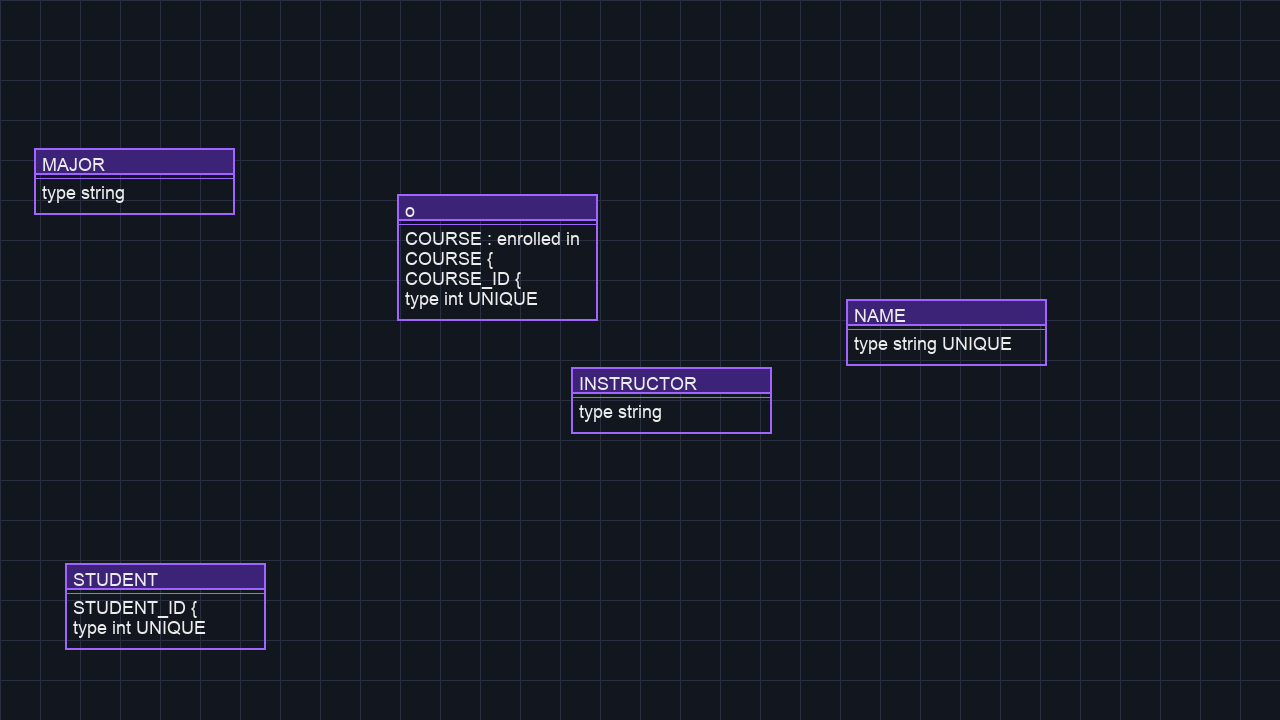 MAJOR
type string
o
COURSE : enrolled in
COURSE {
COURSE_ID {
type int UNIQUE
NAME
type string UNIQUE
INSTRUCTOR
type string
STUDENT
STUDENT_ID {
type int UNIQUE